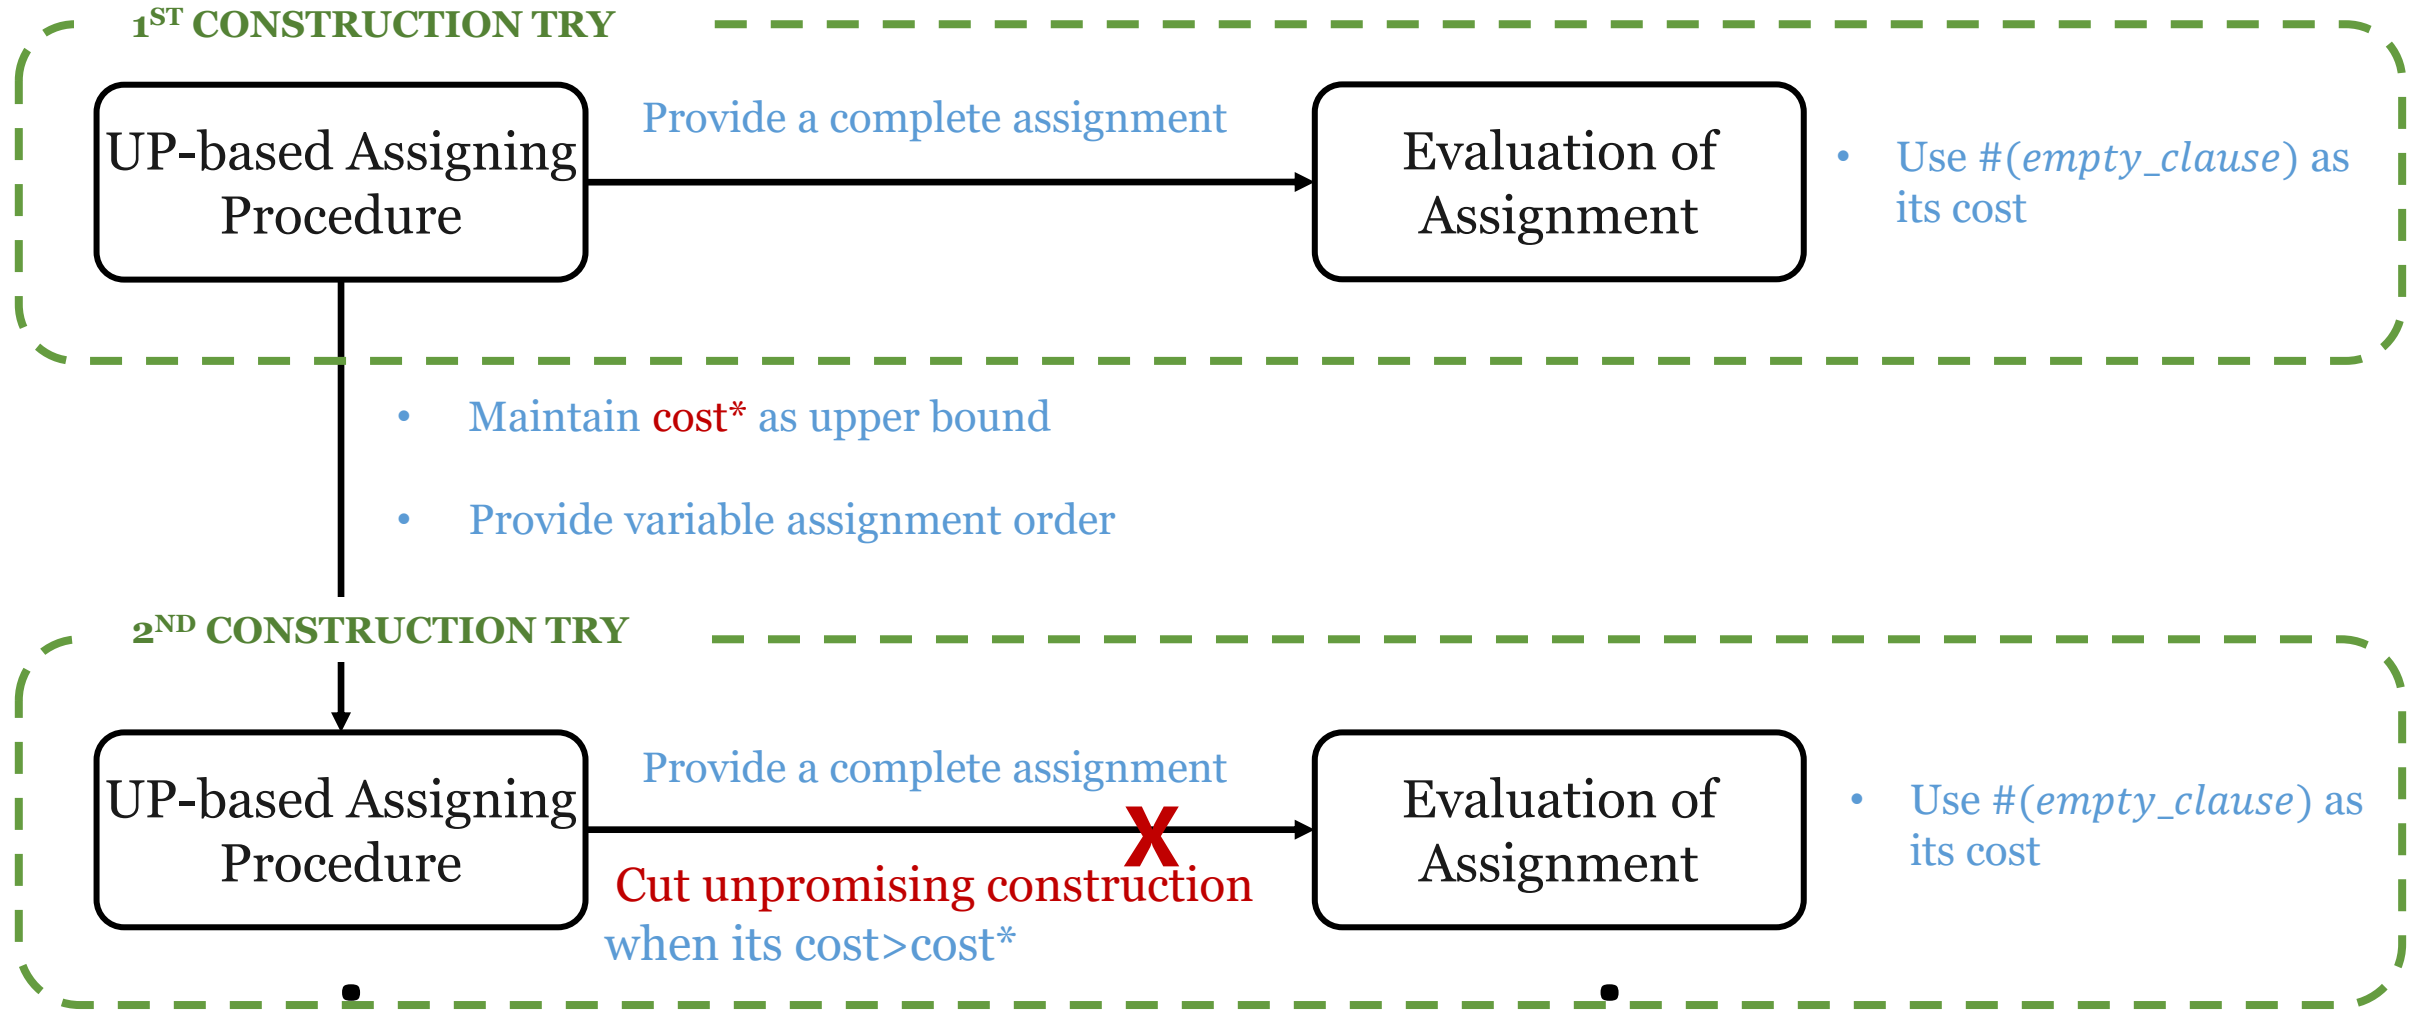 1ST CONSTRUCTION TRY
UP-based Assigning
Procedure
Provide a complete assignment
Evaluation of
Assignment
• Use #(empty_clause) as
its cost
• Maintain cost* as upper bound
• Provide variable assignment order
2ND CONSTRUCTION TRY
UP-based Assigning
Procedure
Provide a complete assignment
X
Cut unpromising construction
when its cost>cost*
Evaluation of
Assignment
• Use #(empty_clause) as
its cost